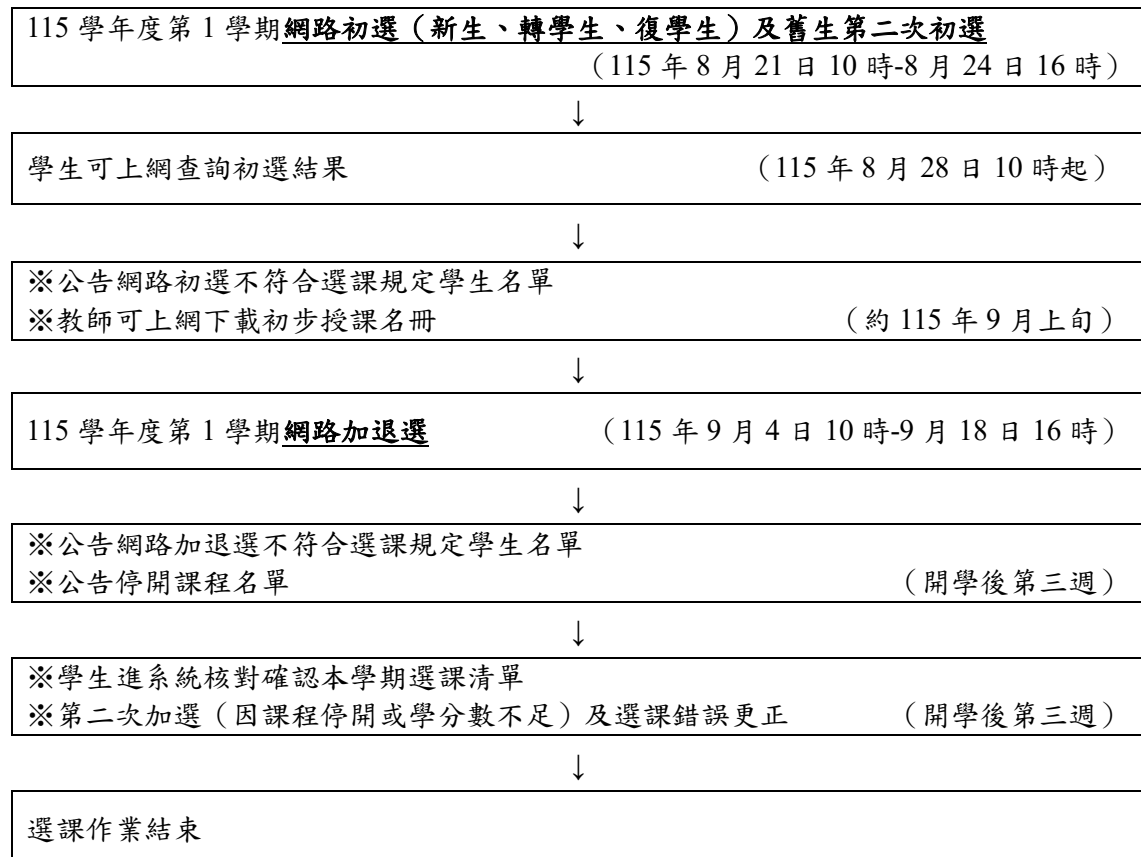 115 學年度第 1 學期網路初選（新生、轉學生、復學生）及舊生第二次初選
（115 年 8 月 21 日 10 時-8 月 24 日 16 時）
↓
學生可上網查詢初選結果 （115 年 8 月 28 日 10 時起）
↓
※公告網路初選不符合選課規定學生名單
※教師可上網下載初步授課名冊 （約 115 年 9 月上旬）
↓
115 學年度第 1 學期網路加退選 （115 年 9 月 4 日 10 時-9 月 18 日 16 時）
↓
※公告網路加退選不符合選課規定學生名單
※公告停開課程名單 （開學後第三週）
↓
※學生進系統核對確認本學期選課清單
※第二次加選（因課程停開或學分數不足）及選課錯誤更正 （開學後第三週）
↓
選課作業結束